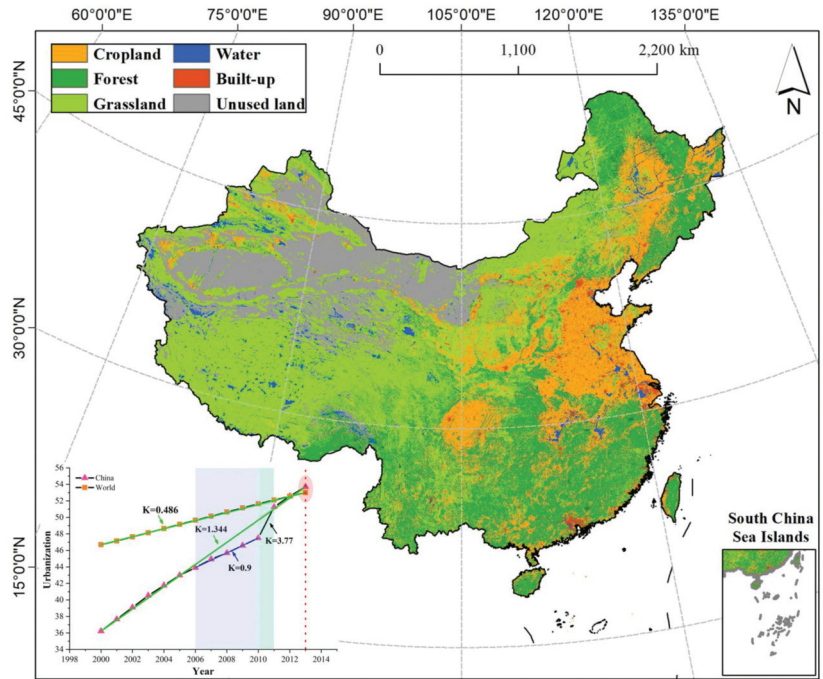 60°0'0"E 75°0'0"E 90°0'0"E 105°0'0"E 120°0'0"E 135°0'0"E
Cropland Water
Forest Built-up
Grassland Unused land
0 1,100 2,200 km
N
45°0'0"N
30°0'0"N
15°0'0"N
China
World
K=0.486
K=1.344
K=3.77
K=0.9
Urbanization
56
54
52
50
48
46
44
42
40
38
36
34
1998 2000 2002 2004 2006 2008 2010 2012 2014
Year
South China
Sea Islands